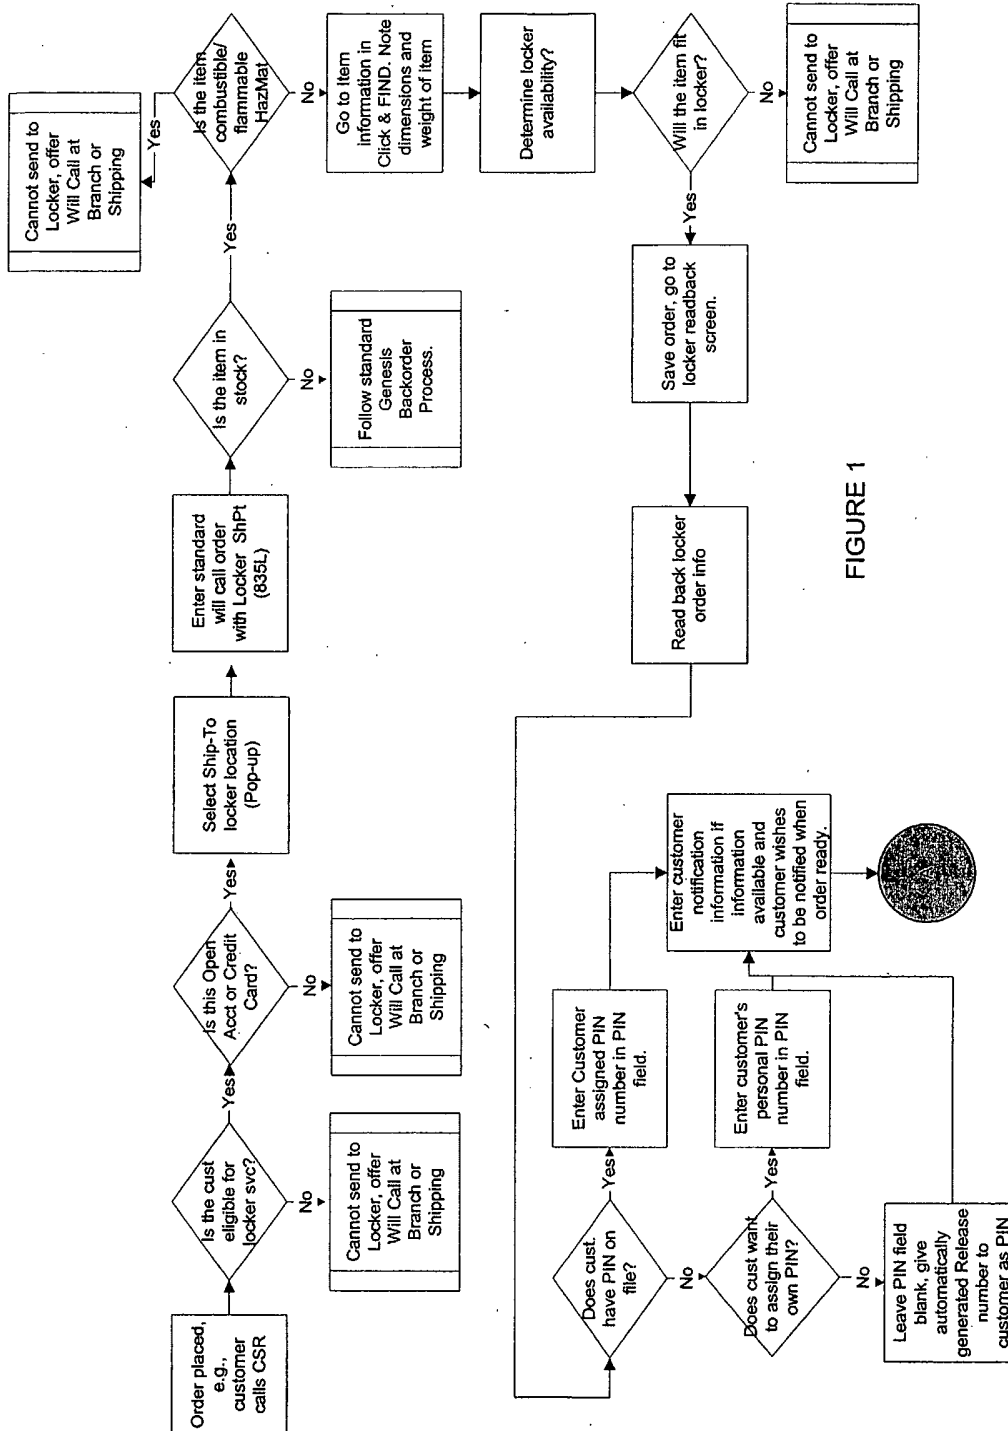 Order placed,
e.g.,
customer
calls CSR
Is the cust
eligible for
locker svc?
Yes
No
Cannot send to
Locker, offer
Will Call at
Branch or
Shipping
Is this Open
Acct or Credit
Card?
Yes
No
Cannot send to
Locker, offer
Will Call at
Branch or
Shipping
Select Ship-To
locker location
(Pop-up)
Enter standard
will call order
with Locker ShPt
(835L)
Is the item in
stock?
Yes
No
Follow standard
Genesis
Backorder
Process.
Is the item
combustible/
flammable
HazMat
Yes
Cannot send to
Locker, offer
Will Call at
Branch or
Shipping
No
Go to Item
information in
Click & FIND. Note
dimensions and
weight of item
Determine locker
availability?
Will the item fit
in locker?
No
Cannot send to
Locker, offer
Will Call at
Branch or
Shipping
Yes
Save order, go to
locker readback
screen.
Read back locker
order info
Does cust.
have PIN on
file?
Yes
Enter Customer
assigned PIN
number in PIN
field.
No
Does cust want
to assign their
own PIN?
Yes
Enter customer's
personal PIN
number in PIN
field.
No
Leave PIN field
blank, give
automatically
generated Release
number to
customer as PIN
Enter customer
notification
information if
information
available and
customer wishes
to be notified when
order ready.
FIGURE 1